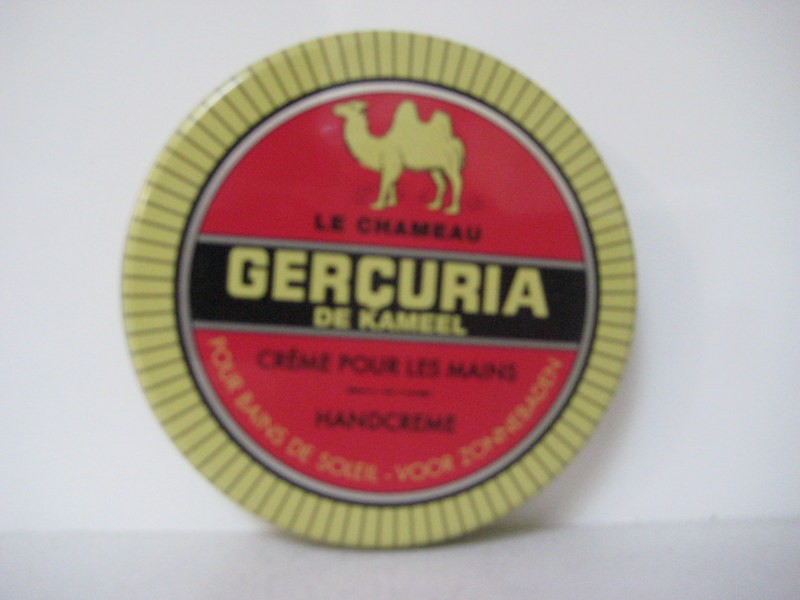 LE CHAMEAU
GERÇURIA
DE KAMEEL
CRÈME POUR LES MAINS
HANDCREME
POUR BAINS DE SOLEIL - VOOR ZONNEBADEN